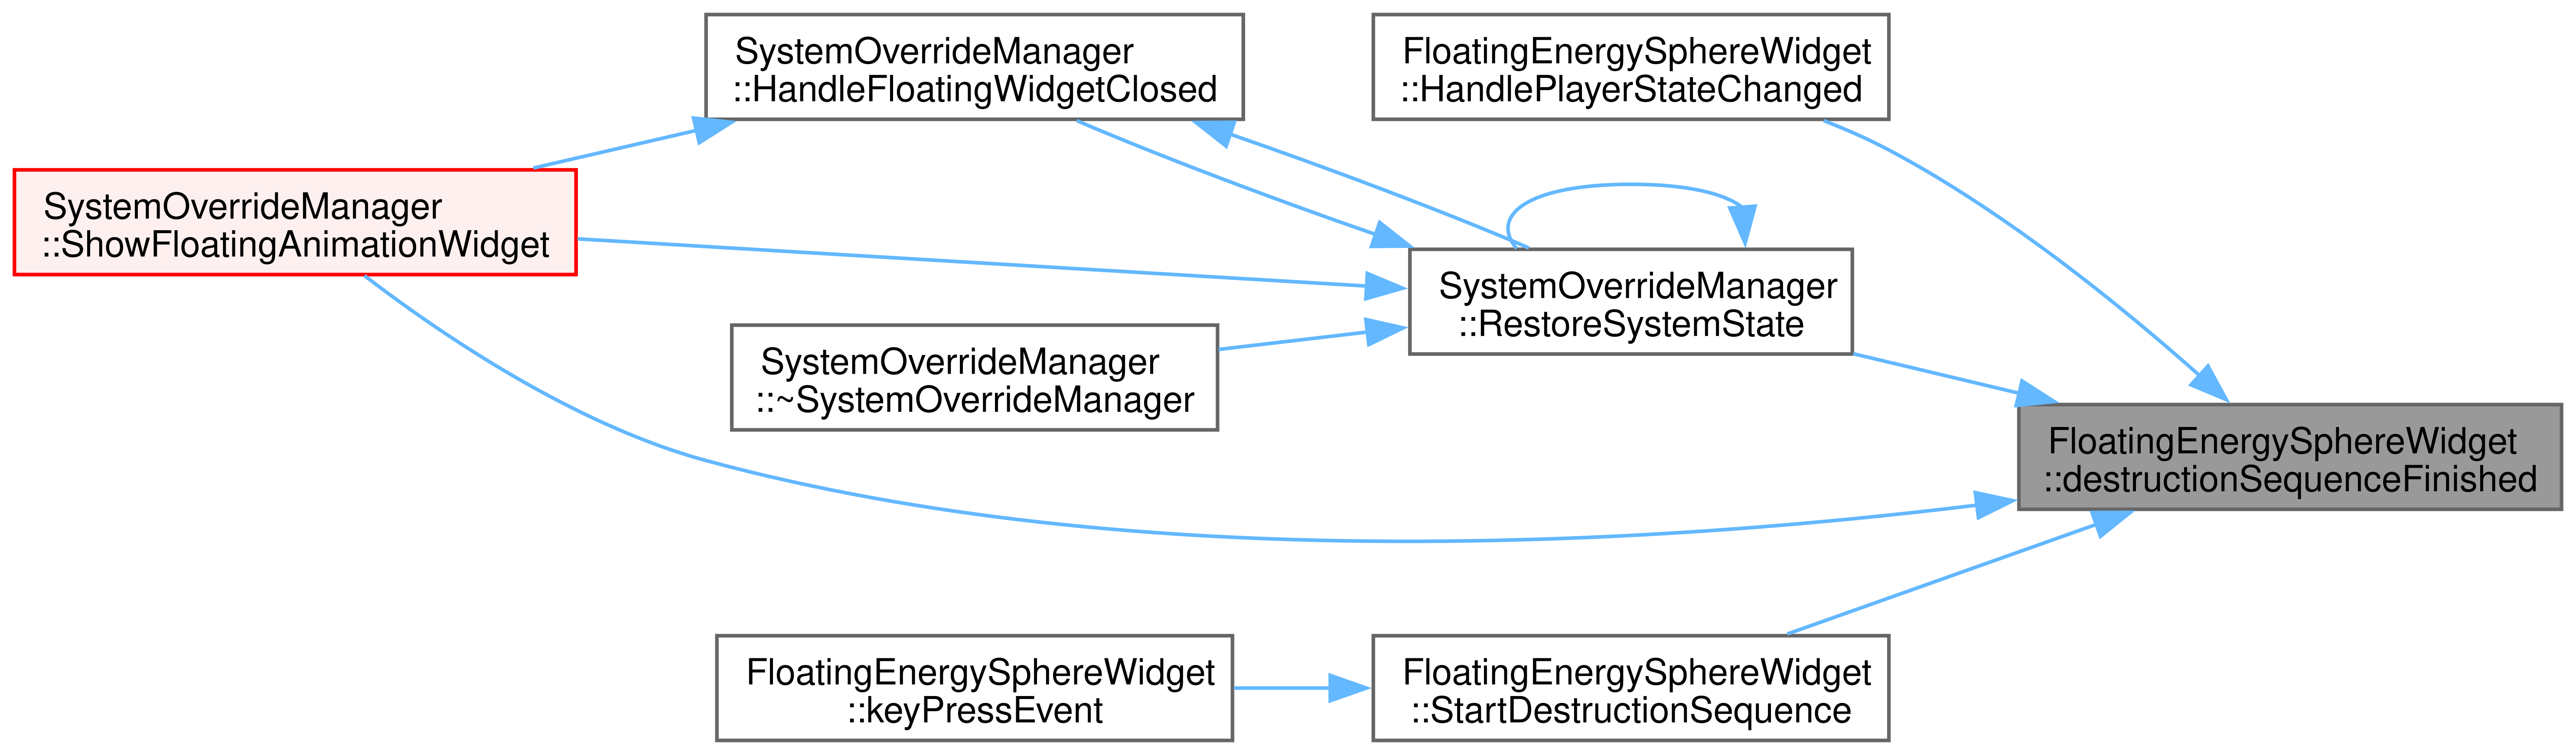 SystemOverrideManager
::HandleFloatingWidgetClosed
FloatingEnergySphereWidget
::HandlePlayerStateChanged
SystemOverrideManager
::ShowFloatingAnimationWidget
SystemOverrideManager
::RestoreSystemState
SystemOverrideManager
::~SystemOverrideManager
FloatingEnergySphereWidget
::destructionSequenceFinished
FloatingEnergySphereWidget
::keyPressEvent
FloatingEnergySphereWidget
::StartDestructionSequence